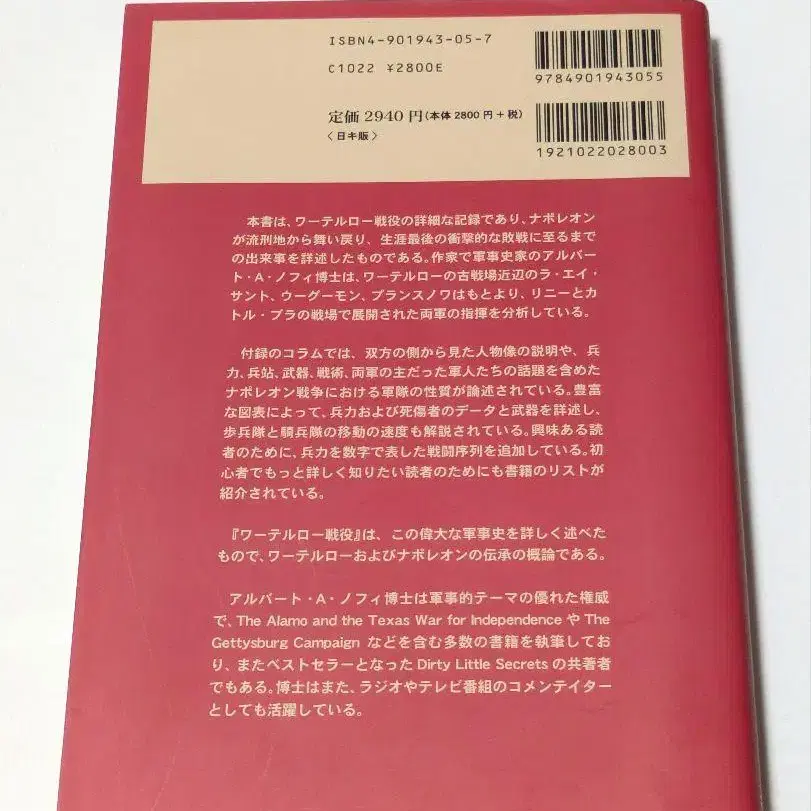 ISBN4-901943-05-7
C1022 ¥2800E
9784901943055
定価 2940 円（本体 2800 円 + 税）
〈 日キ販 〉
1921022028003
本書は、ワーテルロー戦役の詳細な記録であり、ナポレオン
が流刑地から舞い戻り、生涯最後の衝撃的な敗戦に至るまで
の出来事を詳述したものである。作家で軍事史家のアルバー
ト・A・ノフィ博士は、ワーテルローの古戦場近辺のラ・エイ・
サント、ウーグーモン、プランスノワはもとより、リニーとカ
トル・ブラの戦場で展開された両軍の指揮を分析している。
付録のコラムでは、双方の側から見た人物像の説明や、兵
力、兵站、武器、戦術、両軍の主だった軍人たちの話題を含めた
ナポレオン戦争における軍隊の性質が論述されている。豊富
な図表によって、兵力および死傷者のデータと武器を詳述し、
歩兵隊と騎兵隊の移動の速度も解説されている。興味ある読
者のために、兵力を数字で表した戦闘序列を追加している。初
心者でもっと詳しく知りたい読者のためにも書籍のリストが
紹介されている。
『ワーテルロー戦役』は、この偉大な軍事史を詳しく述べた
もので、ワーテルローおよびナポレオンの伝承の概論である。
アルバート・A・ノフィ博士は軍事的テーマの優れた権威
で、The Alamo and the Texas War for Independence や The
Gettysburg Campaign などを含む多数の書籍を執筆してお
り、またベストセラーとなった Dirty Little Secrets の共著者
でもある。博士はまた、ラジオやテレビ番組のコメンテイター
としても活躍している。